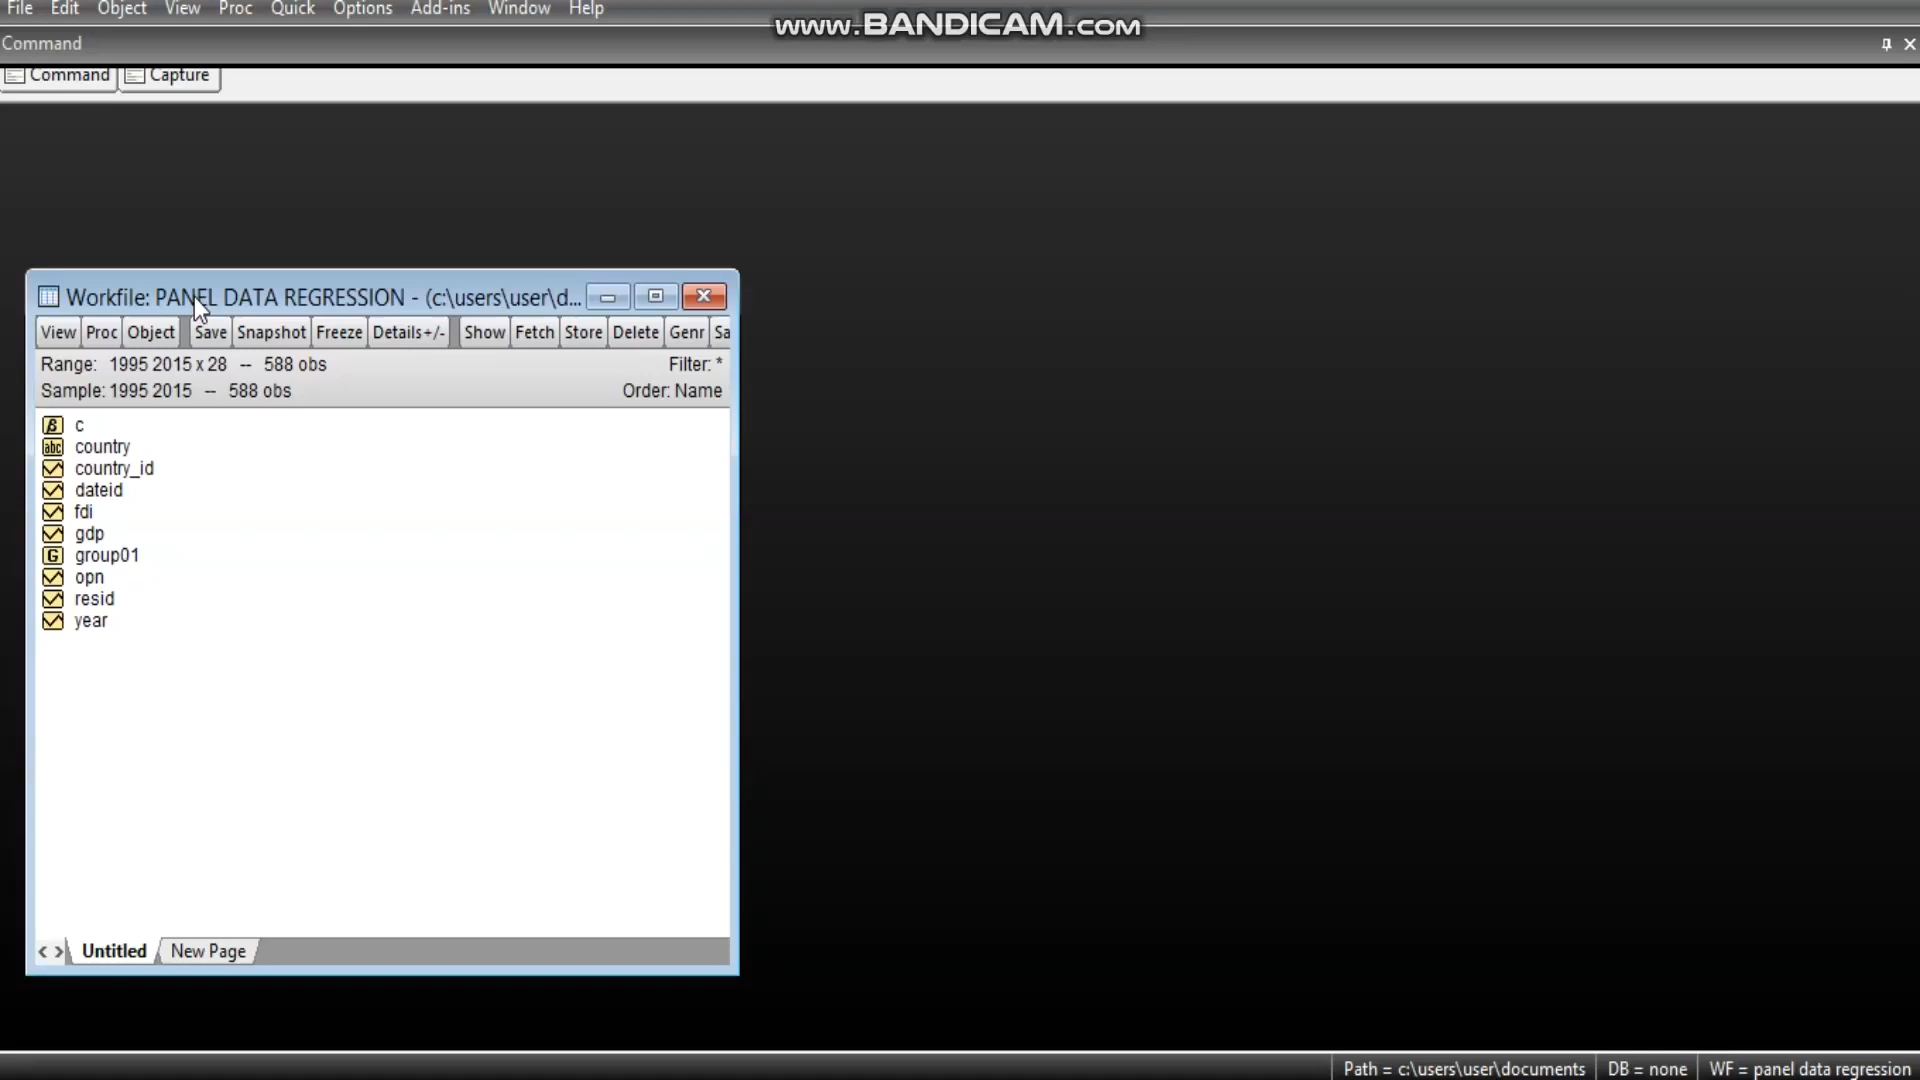 File Edit Object View Proc Quick Options Add-ins Window Help
www.BANDICAM.com
Command
Command Capture
Workfile: PANEL DATA REGRESSION - (c:\users\user\d...
View Proc Object Save Snapshot Freeze Details+/- Show Fetch Store Delete Genr Sa
Range: 1995 2015 x 28 -- 588 obs Filter: *
Sample: 1995 2015 -- 588 obs Order: Name
β c
abc country
country_id
dateid
fdi
gdp
G group01
opn
resid
year
< > Untitled New Page
Path = c:\users\user\documents DB = none WF = panel data regression